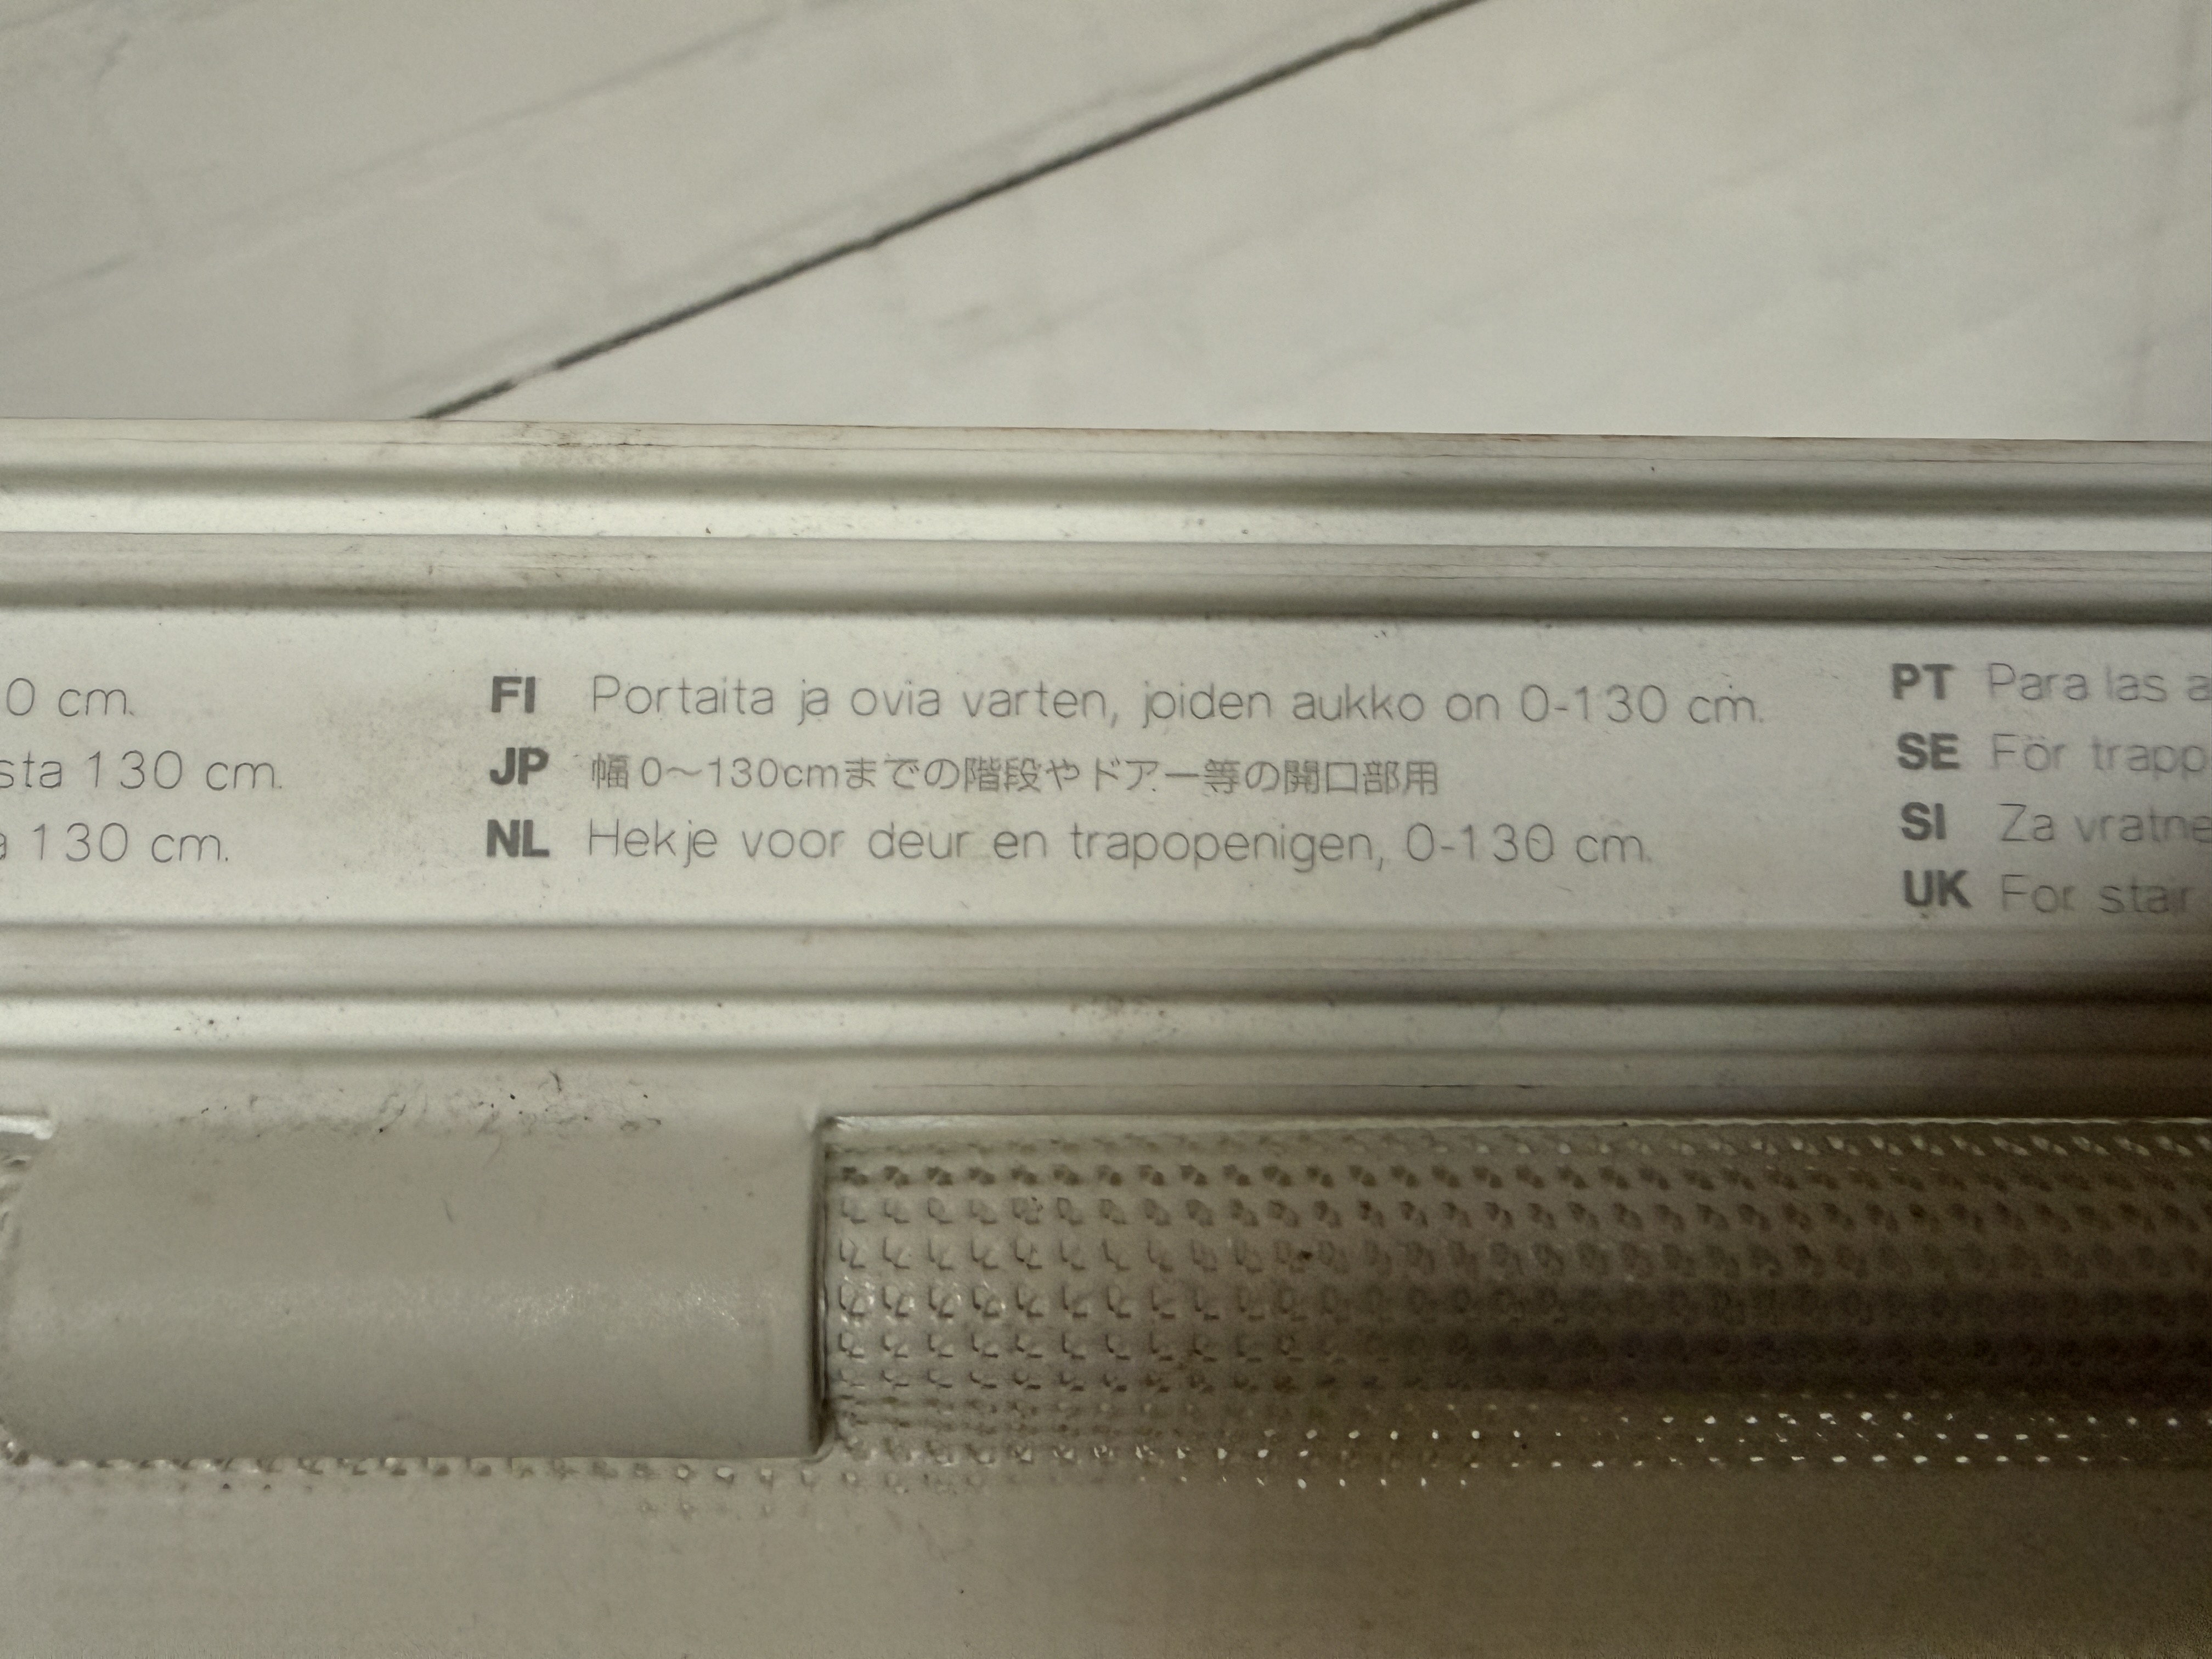 0 cm.
sta 130 cm.
a 130 cm.
FI Portaita ja ovia varten, joiden aukko on 0-130 cm.
JP 幅0～130cmまでの階段やドアー等の開口部用
NL Hekje voor deur en trapopenigen, 0-130 cm.
PT Para las a
SE För trapp
SI Za vratne
UK For stair